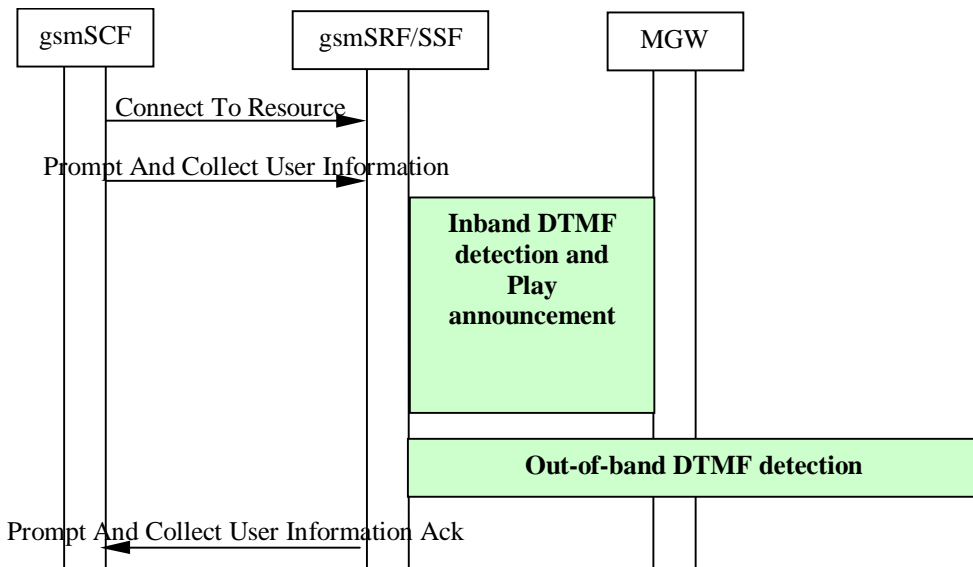 gsmSCF
gsmSRF/SSF
MGW
Connect To Resource
Prompt And Collect User Information
Inband DTMF
detection and
Play
announcement
Out-of-band DTMF detection
Prompt And Collect User Information Ack